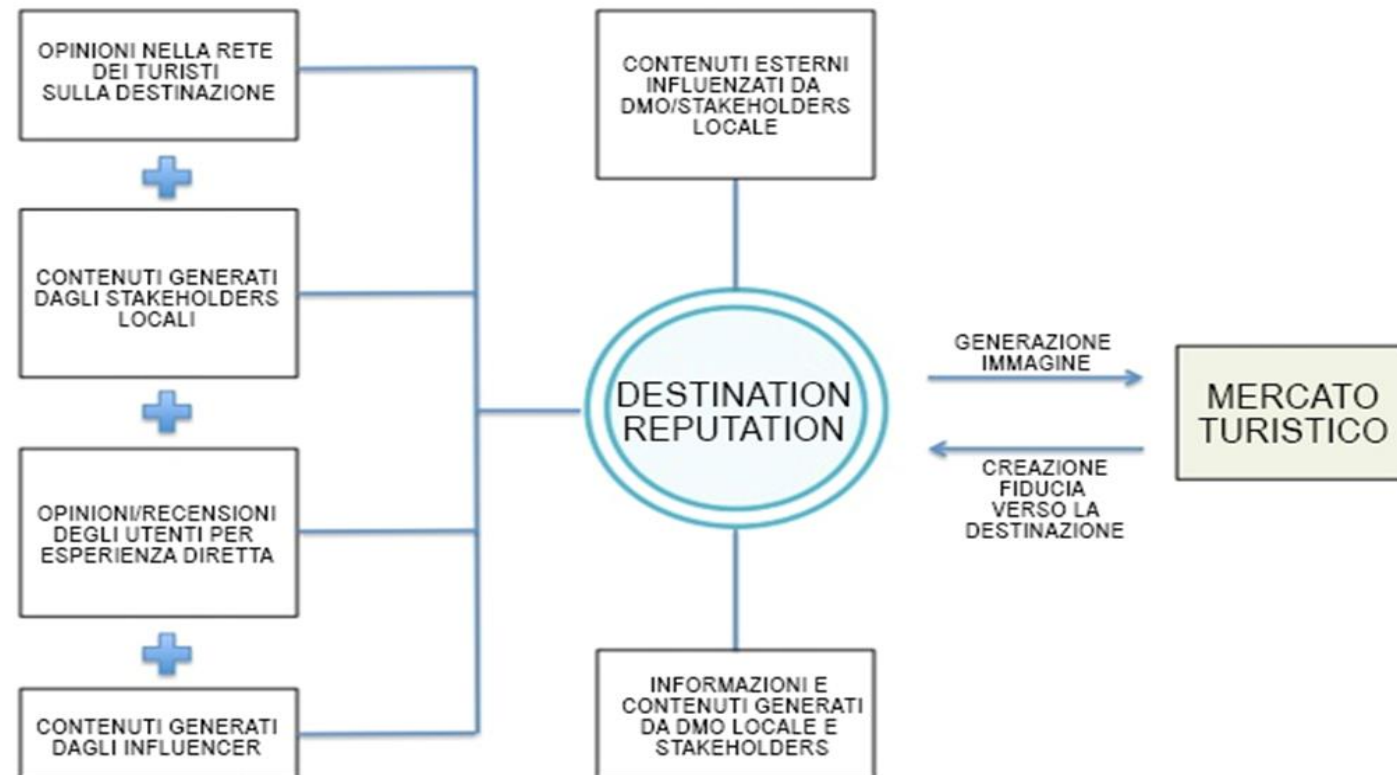 OPINIONI NELLA RETE
DEI TURISTI
SULLA DESTINAZIONE
CONTENUTI GENERATI
DAGLI STAKEHOLDERS
LOCALI
OPINIONI/RECENSIONI
DEGLI UTENTI PER
ESPERIENZA DIRETTA
CONTENUTI GENERATI
DAGLI INFLUENCER
CONTENUTI ESTERNI
INFLUENZATI DA
DMO/STAKEHOLDERS
LOCALE
DESTINATION
REPUTATION
INFORMAZIONI E
CONTENUTI GENERATI
DA DMO LOCALE E
STAKEHOLDERS
GENERAZIONE
IMMAGINE
CREAZIONE
FIDUCIA
VERSO LA
DESTINAZIONE
MERCATO
TURISTICO